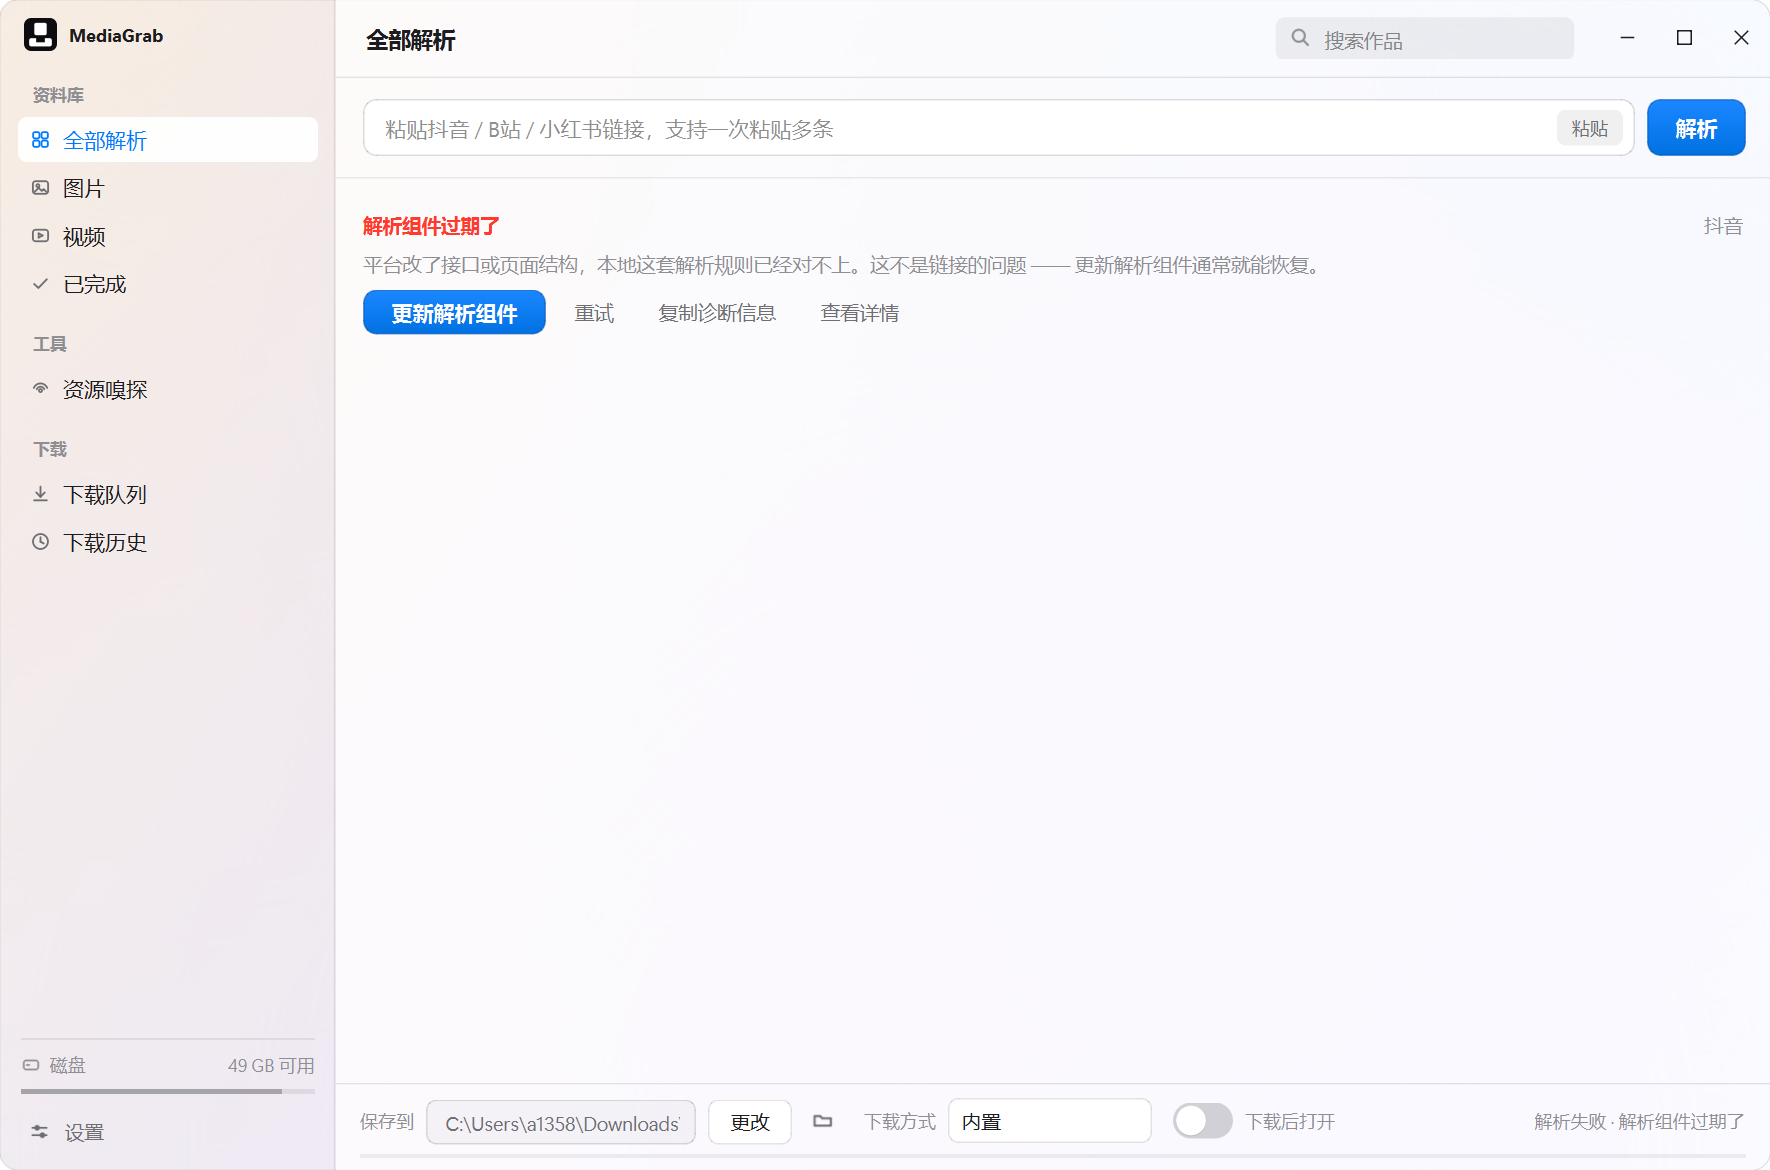 MediaGrab
资料库
全部解析
图片
视频
已完成
工具
资源嗅探
下载
下载队列
下载历史
磁盘 49 GB 可用
设置
全部解析
搜索作品
粘贴抖音 / B站 / 小红书链接，支持一次粘贴多条
粘贴
解析
解析组件过期了
抖音
平台改了接口或页面结构，本地这套解析规则已经对不上。这不是链接的问题 —— 更新解析组件通常就能恢复。
更新解析组件 重试 复制诊断信息 查看详情
保存到 C:\Users\a1358\Downloads 更改 下载方式 内置 下载后打开 解析失败 · 解析组件过期了